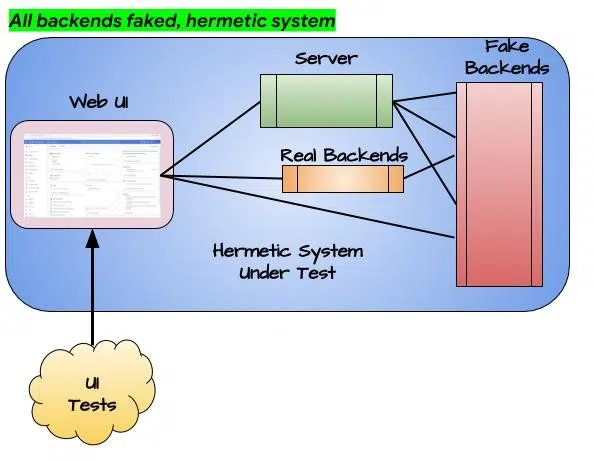 All backends faked, hermetic system
Fake
Backends
Server
Web UI
Real Backends
Hermetic System
Under Test
UI
Tests